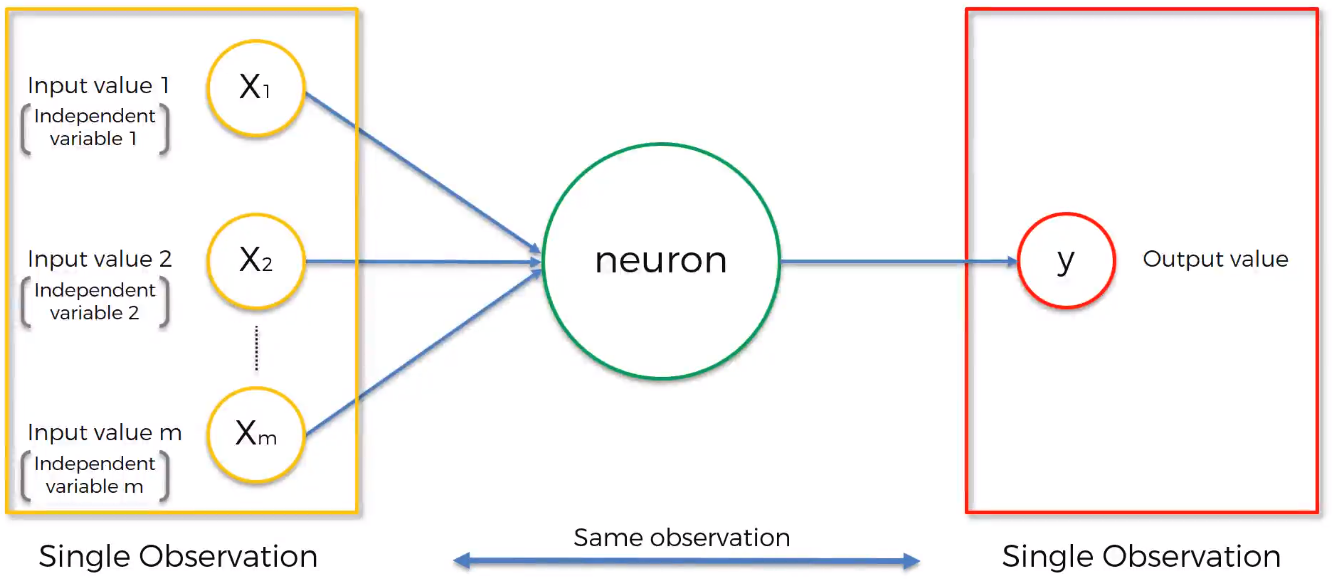 Input value 1
Independent
variable 1
X1
Input value 2
Independent
variable 2
X2
Input value m
Independent
variable m
Xm
neuron
y
Output value
Single Observation
Same observation
Single Observation